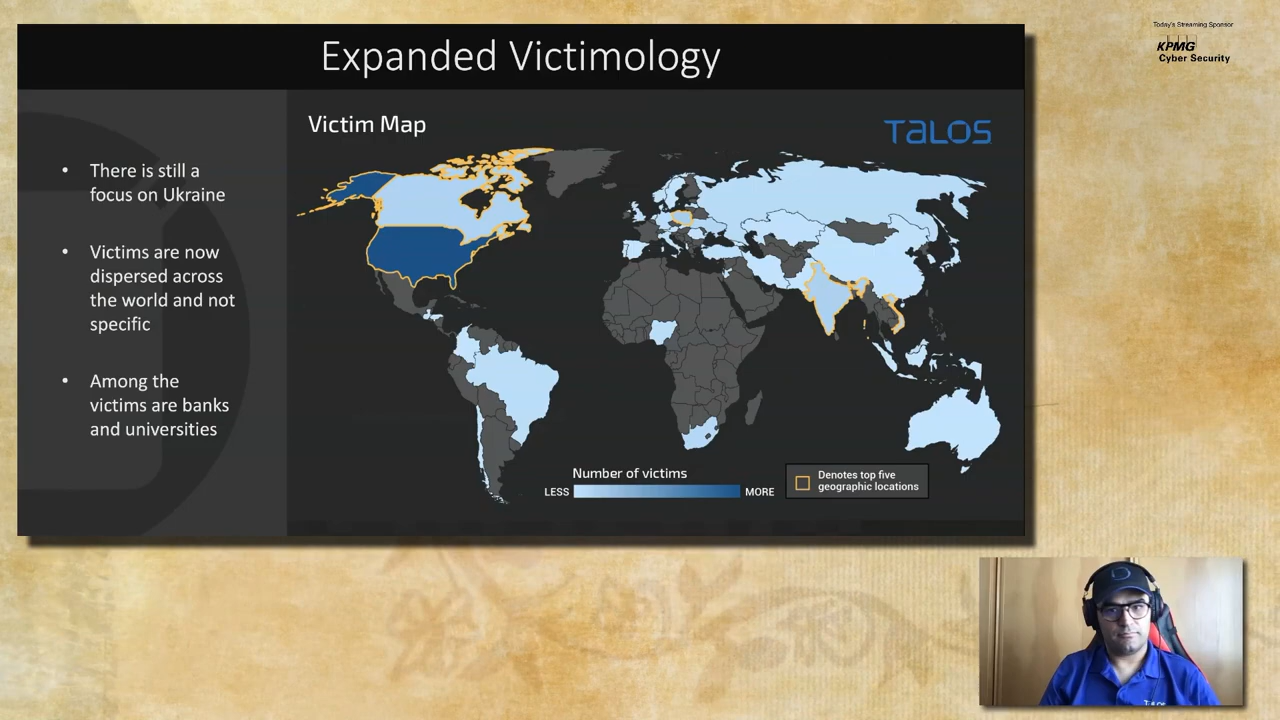 Expanded Victimology
Today's Streaming Sponsor
KPMG
Cyber Security
Victim Map
TALOS
• There is still a
focus on Ukraine
• Victims are now
dispersed across
the world and not
specific
• Among the
victims are banks
and universities
Number of victims
LESS
MORE
Denotes top five
geographic locations